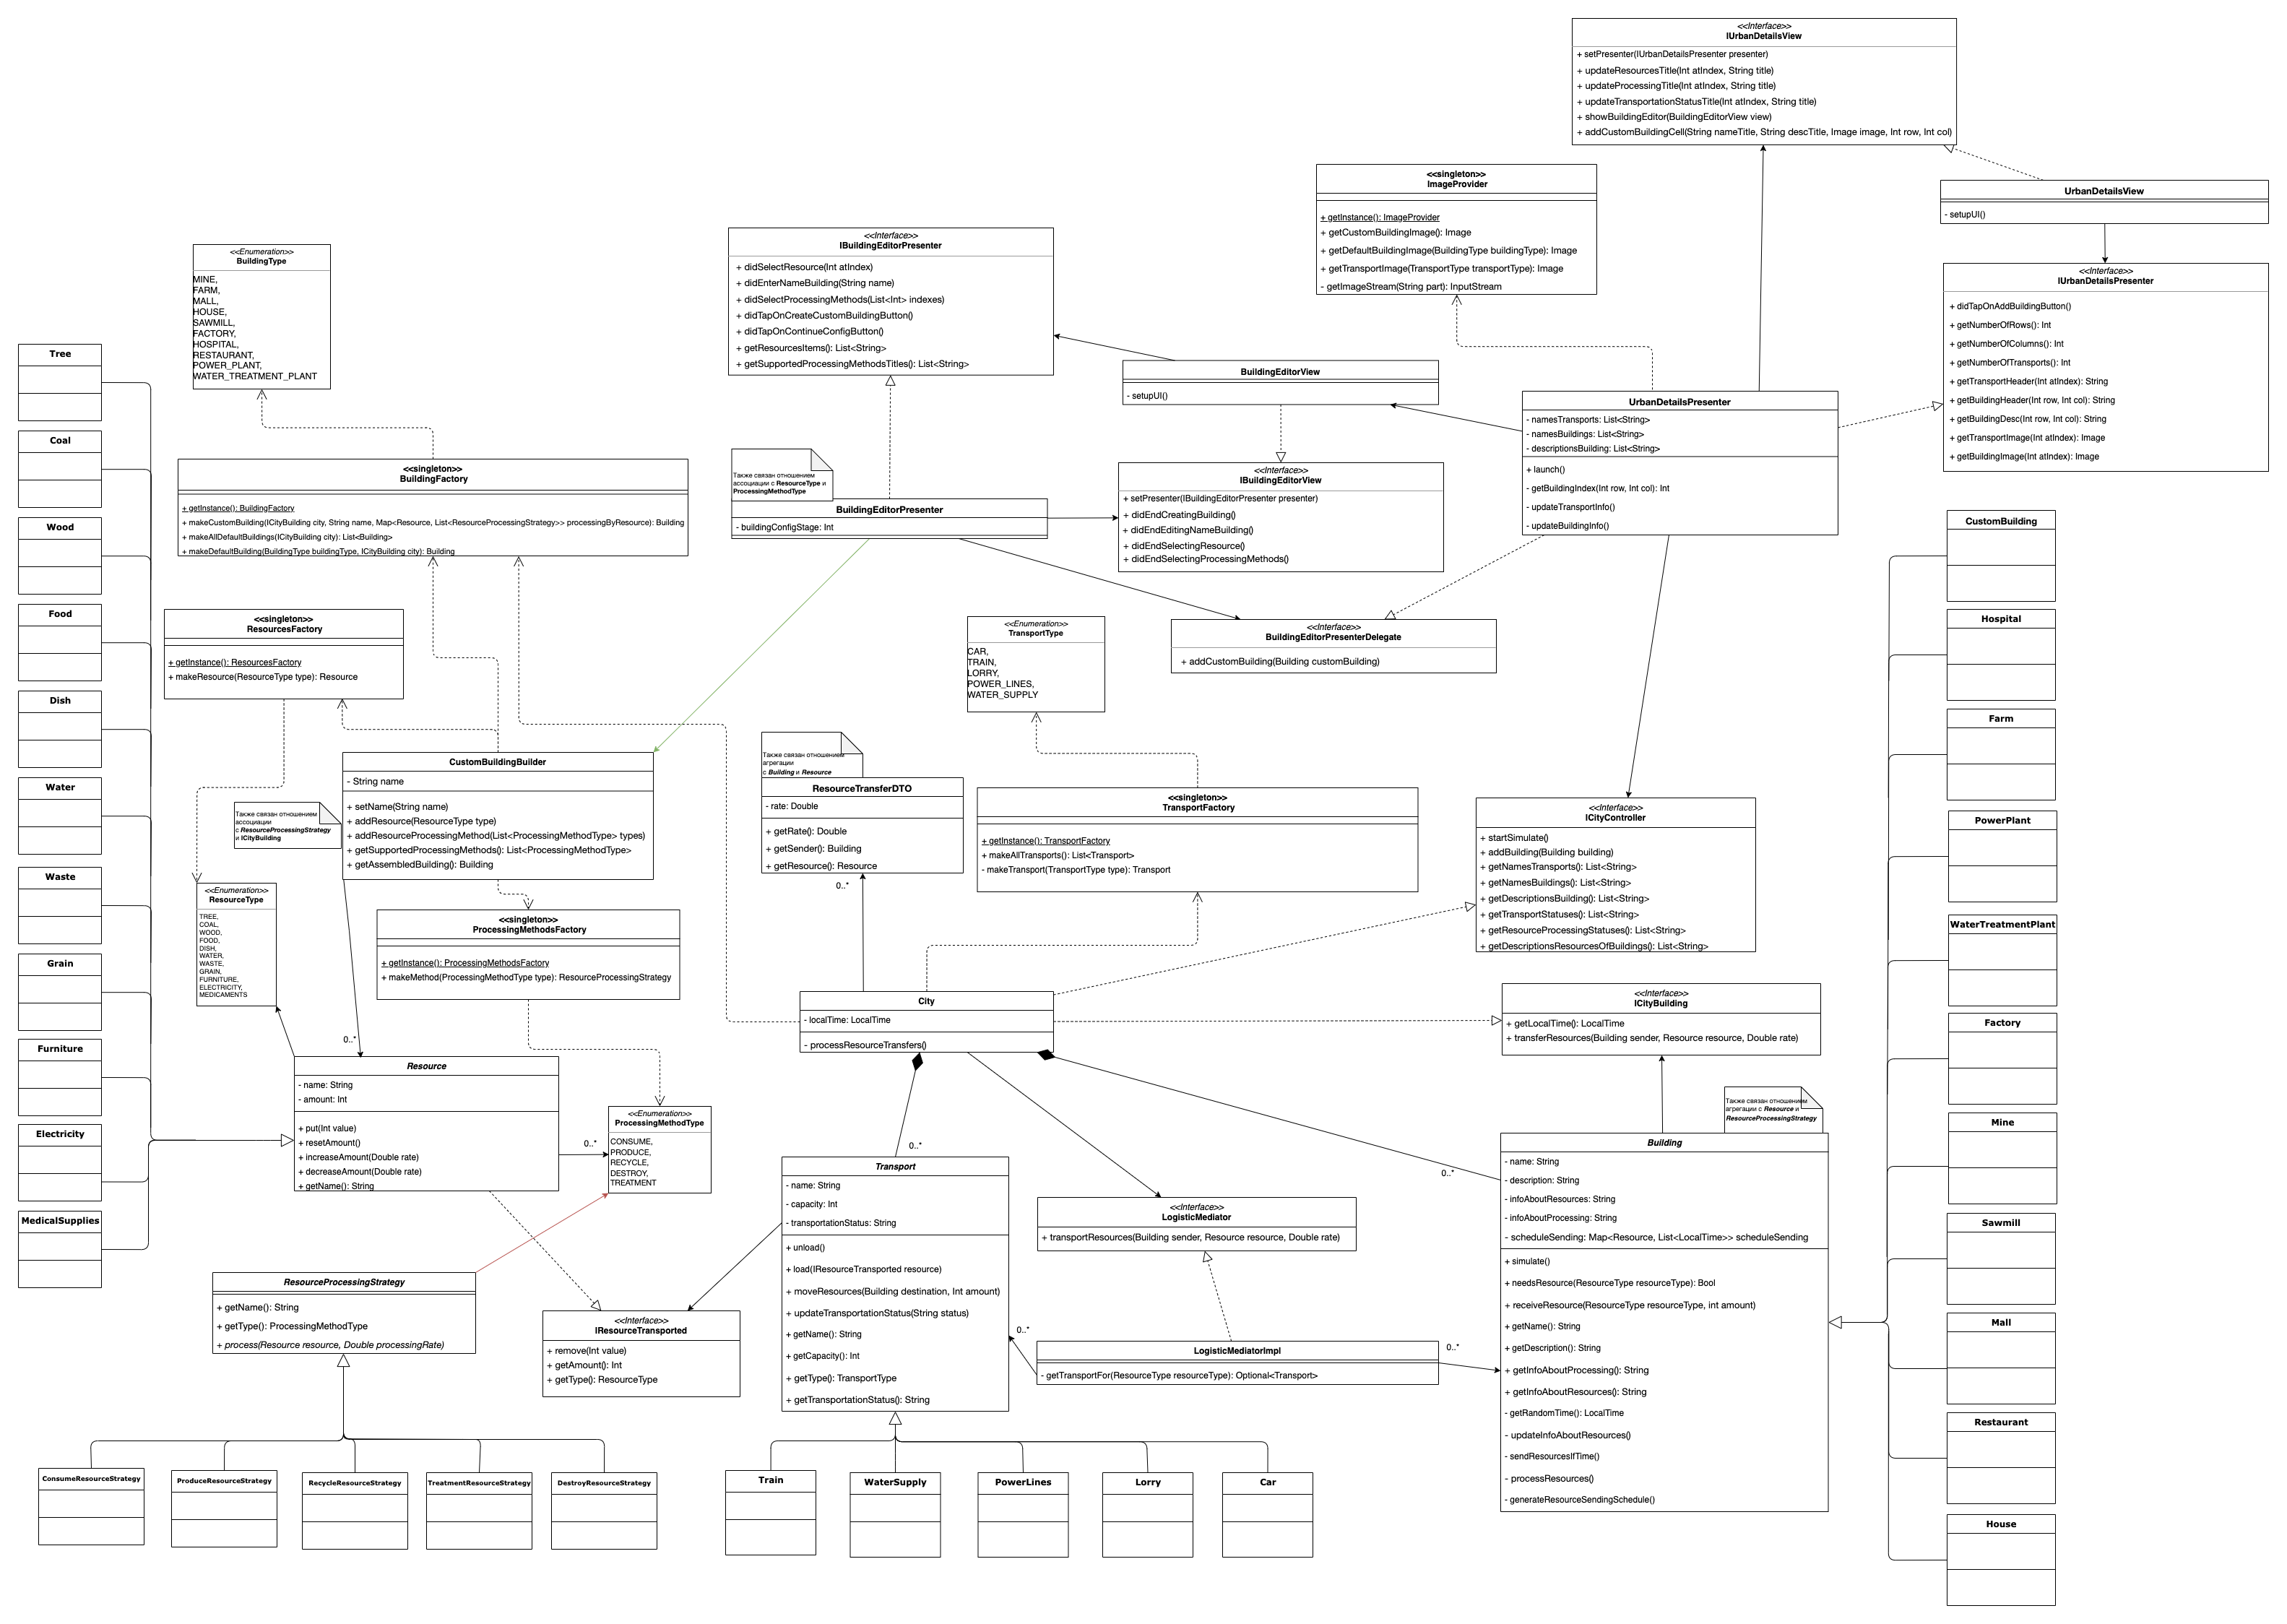 <<Interface>>
IUrbanDetailsView
+ setPresenter(IUrbanDetailsPresenter presenter)
+ updateResourcesTitle(Int atIndex, String title)
+ updateProcessingTitle(Int atIndex, String title)
+ updateTransportationStatusTitle(Int atIndex, String title)
+ showBuildingEditor(BuildingEditorView view)
+ addCustomBuildingCell(String nameTitle, String descTitle, Image image, Int row, Int col)
<<singleton>>
ImageProvider
+ getInstance(): ImageProvider
+ getCustomBuildingImage(): Image
+ getDefaultBuildingImage(BuildingType buildingType): Image
+ getTransportImage(TransportType transportType): Image
- getImageStream(String part): InputStream
UrbanDetailsView
- setupUI()
<<Interface>>
IBuildingEditorPresenter
+ didSelectResource(Int atIndex)
+ didEnterNameBuilding(String name)
+ didSelectProcessingMethods(List<Int> indexes)
+ didTapOnCreateCustomBuildingButton()
+ didTapOnContinueConfigButton()
+ getResourcesItems(): List<String>
+ getSupportedProcessingMethodsTitles(): List<String>
<<Enumeration>>
BuildingType
MINE,
FARM,
MALL,
HOUSE,
SAWMILL,
FACTORY,
HOSPITAL,
RESTAURANT,
POWER_PLANT,
WATER_TREATMENT_PLANT
<<Interface>>
IUrbanDetailsPresenter
+ didTapOnAddBuildingButton()
+ getNumberOfRows(): Int
+ getNumberOfColumns(): Int
+ getNumberOfTransports(): Int
+ getTransportHeader(Int atIndex): String
+ getBuildingHeader(Int row, Int col): String
+ getBuildingDesc(Int row, Int col): String
+ getTransportImage(Int atIndex): Image
+ getBuildingImage(Int atIndex): Image
BuildingEditorView
- setupUI()
UrbanDetailsPresenter
- namesTransports: List<String>
- namesBuildings: List<String>
- descriptionsBuilding: List<String>
+ launch()
- getBuildingIndex(Int row, Int col): Int
- updateTransportInfo()
- updateBuildingInfo()
Tree
Coal
Wood
Food
Dish
Water
Waste
Grain
Furniture
Electricity
MedicalSupplies
<<singleton>>
BuildingFactory
+ getInstance(): BuildingFactory
+ makeCustomBuilding(ICityBuilding city, String name, Map<Resource, List<ResourceProcessingStrategy>> processingByResource): Building
+ makeAllDefaultBuildings(ICityBuilding city): List<Building>
+ makeDefaultBuilding(BuildingType buildingType, ICityBuilding city): Building
Также связан отношением
ассоциации с ResourceType и
ProcessingMethodType
BuildingEditorPresenter
- buildingConfigStage: Int
<<Interface>>
IBuildingEditorView
+ setPresenter(IBuildingEditorPresenter presenter)
+ didEndCreatingBuilding()
+ didEndEditingNameBuilding()
+ didEndSelectingResource()
+ didEndSelectingProcessingMethods()
<<singleton>>
ResourcesFactory
+ getInstance(): ResourcesFactory
+ makeResource(ResourceType type): Resource
<<Enumeration>>
TransportType
CAR,
TRAIN,
LORRY,
POWER_LINES,
WATER_SUPPLY
<<Interface>>
BuildingEditorPresenterDelegate
+ addCustomBuilding(Building customBuilding)
CustomBuildingBuilder
- String name
+ setName(String name)
+ addResource(ResourceType type)
+ addResourceProcessingMethod(List<ProcessingMethodType> types)
+ getSupportedProcessingMethods(): List<ProcessingMethodType>
+ getAssembledBuilding(): Building
Также связан отношением
ассоциации
с ResourceProcessingStrategy
и ICityBuilding
Также связан отношением
агрегации
с Building и Resource
ResourceTransferDTO
- rate: Double
+ getRate(): Double
+ getSender(): Building
+ getResource(): Resource
0..*
<<singleton>>
TransportFactory
+ getInstance(): TransportFactory
+ makeAllTransports(): List<Transport>
- makeTransport(TransportType type): Transport
<<Interface>>
ICityController
+ startSimulate()
+ addBuilding(Building building)
+ getNamesTransports(): List<String>
+ getNamesBuildings(): List<String>
+ getDescriptionsBuilding(): List<String>
+ getTransportStatuses(): List<String>
+ getResourceProcessingStatuses(): List<String>
+ getDescriptionsResourcesOfBuildings(): List<String>
<<Enumeration>>
ResourceType
TREE,
COAL,
WOOD,
FOOD,
DISH,
WATER,
WASTE,
GRAIN,
FURNITURE,
ELECTRICITY,
MEDICAMENTS
<<singleton>>
ProcessingMethodsFactory
+ getInstance(): ProcessingMethodsFactory
+ makeMethod(ProcessingMethodType type): ResourceProcessingStrategy
0..*
City
- localTime: LocalTime
- processResourceTransfers()
<<Interface>>
ICityBuilding
+ getLocalTime(): LocalTime
+ transferResources(Building sender, Resource resource, Double rate)
Resource
- name: String
- amount: Int
+ put(Int value)
+ resetAmount()
+ increaseAmount(Double rate)
+ decreaseAmount(Double rate)
+ getName(): String
0..*
<<Enumeration>>
ProcessingMethodType
CONSUME,
PRODUCE,
RECYCLE,
DESTROY,
TREATMENT
0..*
0..*
Также связан отношением
агрегации с Resource и
ResourceProcessingStrategy
Transport
- name: String
- capacity: Int
- transportationStatus: String
+ unload()
+ load(IResourceTransported resource)
+ moveResources(Building destination, Int amount)
+ updateTransportationStatus(String status)
+ getName(): String
+ getCapacity(): Int
+ getType(): TransportType
+ getTransportationStatus(): String
<<Interface>>
LogisticMediator
+ transportResources(Building sender, Resource resource, Double rate)
Building
- name: String
- description: String
- infoAboutResources: String
- infoAboutProcessing: String
- scheduleSending: Map<Resource, List<LocalTime>> scheduleSending
+ simulate()
+ needsResource(ResourceType resourceType): Bool
+ receiveResource(ResourceType resourceType, int amount)
+ getName(): String
+ getDescription(): String
+ getInfoAboutProcessing(): String
+ getInfoAboutResources(): String
- getRandomTime(): LocalTime
- updateInfoAboutResources()
- sendResourcesIfTime()
- processResources()
- generateResourceSendingSchedule()
ResourceProcessingStrategy
+ getName(): String
+ getType(): ProcessingMethodType
+ process(Resource resource, Double processingRate)
<<Interface>>
IResourceTransported
+ remove(Int value)
+ getAmount(): Int
+ getType(): ResourceType
0..*
LogisticMediatorImpl
- getTransportFor(ResourceType resourceType): Optional<Transport>
0..*
ConsumeResourceStrategy
ProduceResourceStrategy
RecycleResourceStrategy
TreatmentResourceStrategy
DestroyResourceStrategy
Train
WaterSupply
PowerLines
Lorry
Car
CustomBuilding
Hospital
Farm
PowerPlant
WaterTreatmentPlant
Factory
Mine
Sawmill
Mall
Restaurant
House